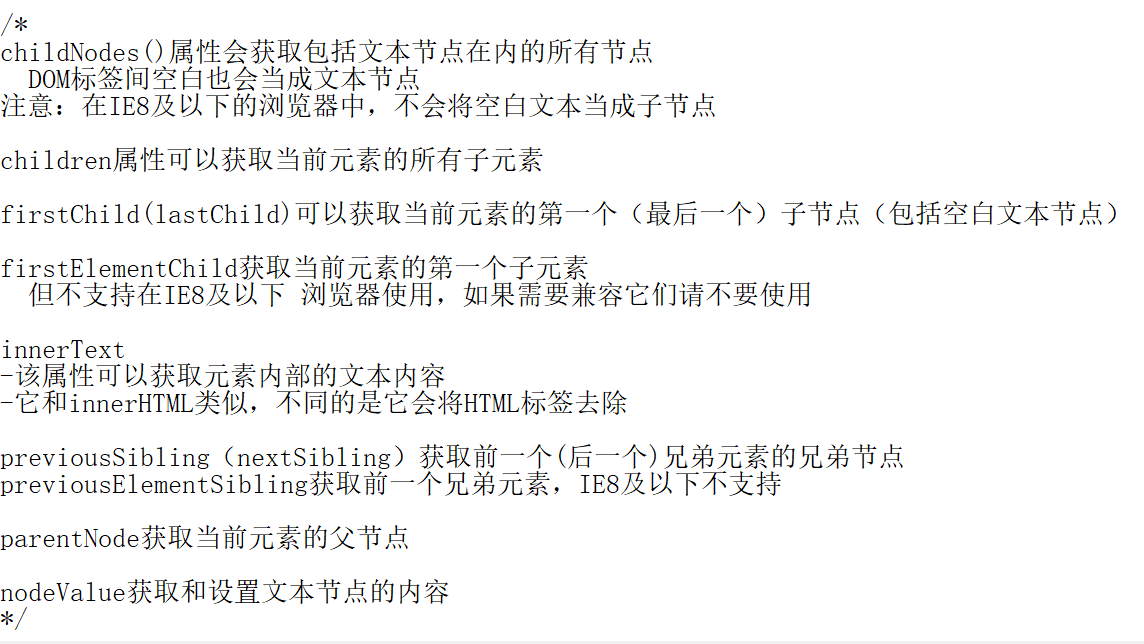 /*
childNodes()属性会获取包括文本节点在内的所有节点
  DOM标签间空白也会当成文本节点
注意：在IE8及以下的浏览器中，不会将空白文本当成子节点

children属性可以获取当前元素的所有子元素

firstChild(lastChild)可以获取当前元素的第一个（最后一个）子节点（包括空白文本节点）

firstElementChild获取当前元素的第一个子元素
  但不支持在IE8及以下 浏览器使用，如果需要兼容它们请不要使用

innerText
-该属性可以获取元素内部的文本内容
-它和innerHTML类似，不同的是它会将HTML标签去除

previousSibling（nextSibling）获取前一个(后一个)兄弟元素的兄弟节点
previousElementSibling获取前一个兄弟元素，IE8及以下不支持

parentNode获取当前元素的父节点

nodeValue获取和设置文本节点的内容
*/